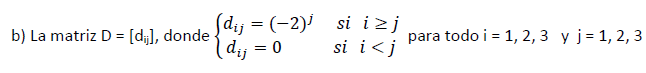 b) La matriz D = [dᵢⱼ], donde { dᵢⱼ = (−2)ʲ si i ≥ j
dᵢⱼ = 0 si i < j para todo i = 1, 2, 3 y j = 1, 2, 3